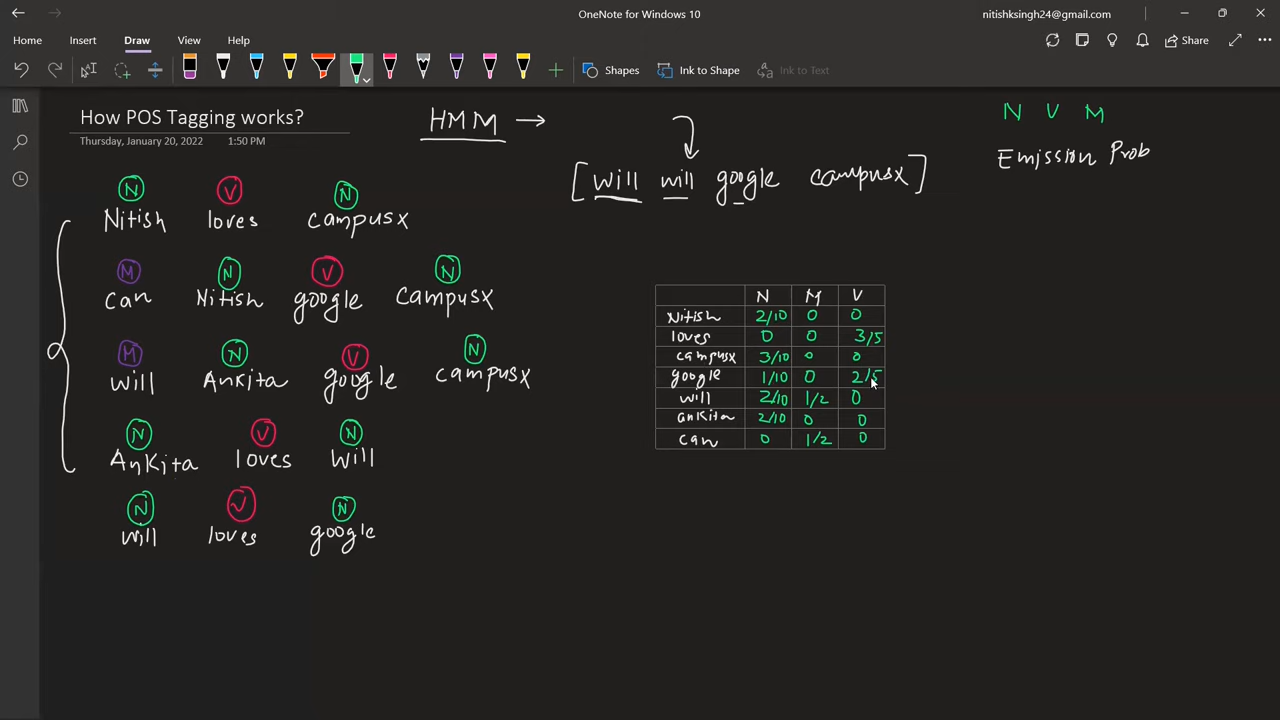 OneNote for Windows 10
nitishksingh24@gmail.com
Home Insert Draw View Help
Share
Shapes Ink to Shape Ink to Text
How POS Tagging works?
Thursday, January 20, 2022 1:50 PM
HMM →
N V M
Emission Prob
[will will google campusx]
N V N
Nitish loves campusx
M N V N
can Nitish google campusx
M N V N
will Ankita google campusx
N V N
Ankita loves will
N V N
will loves google
N M V
Nitish 2/10 0 0
loves 0 0 3/5
campusx 3/10 0 0
google 1/10 0 2/5
will 2/10 1/2 0
ankita 2/10 0 0
can 0 1/2 0